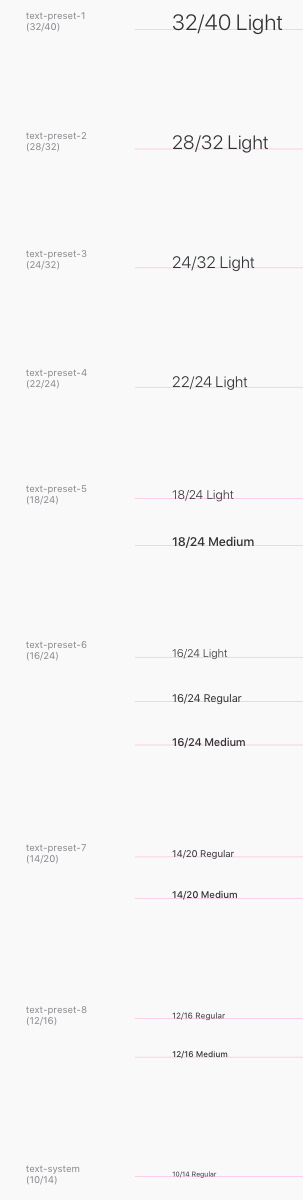 text-preset-1
(32/40)
32/40 Light
text-preset-2
(28/32)
28/32 Light
text-preset-3
(24/32)
24/32 Light
text-preset-4
(22/24)
22/24 Light
text-preset-5
(18/24)
18/24 Light
18/24 Medium
text-preset-6
(16/24)
16/24 Light
16/24 Regular
16/24 Medium
text-preset-7
(14/20)
14/20 Regular
14/20 Medium
text-preset-8
(12/16)
12/16 Regular
12/16 Medium
text-system
(10/14)
10/14 Regular